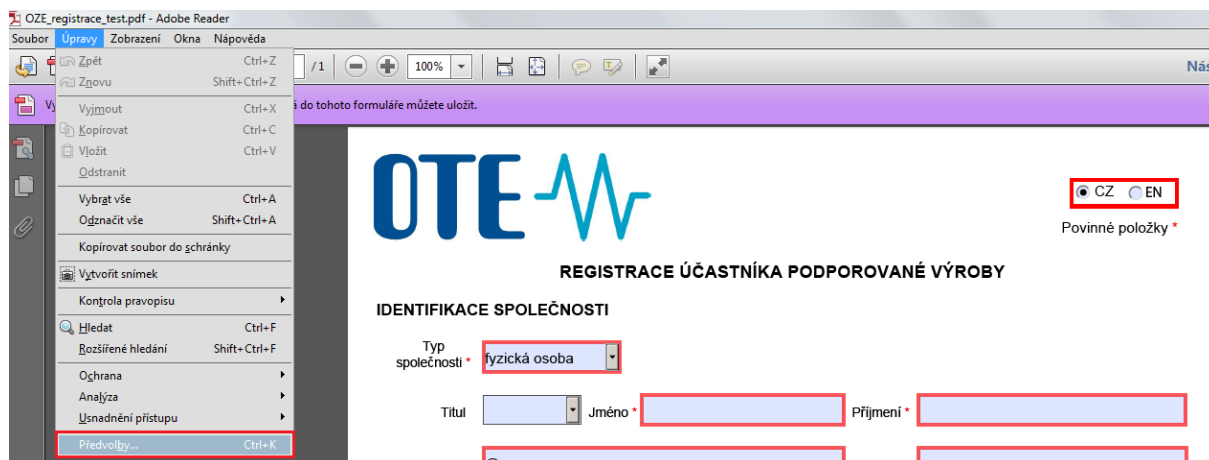 OZE_registrace_test.pdf - Adobe Reader
Soubor Úpravy Zobrazení Okna Nápověda
Zpět Ctrl+Z
Znovu Shift+Ctrl+Z
Vyjmout Ctrl+X
Kopírovat Ctrl+C
Vložit Ctrl+V
Odstranit
Vybrat vše Ctrl+A
Odznačit vše Shift+Ctrl+A
Kopírovat soubor do schránky
Vytvořit snímek
Kontrola pravopisu
Hledat Ctrl+F
Rozšířené hledání Shift+Ctrl+F
Ochrana
Analýza
Usnadnění přístupu
Předvolby... Ctrl+K
/1 100%
do tohoto formuláře můžete uložit.
OTE
CZ EN
Povinné položky *
REGISTRACE ÚČASTNÍKA PODPOROVANÉ VÝROBY
IDENTIFIKACE SPOLEČNOSTI
Typ
společnosti * fyzická osoba
Titul Jméno * Příjmení *